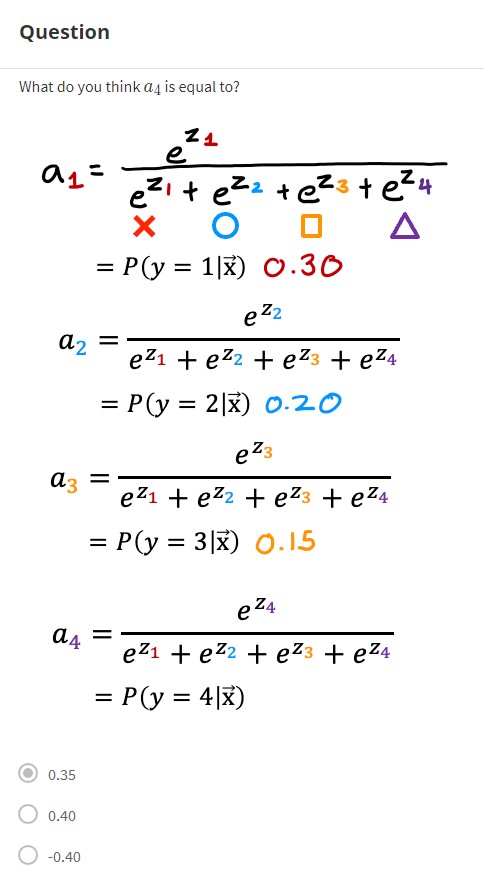 Question
What do you think a₄ is equal to?
a₁ = e^z₁ / (e^z₁ + e^z₂ + e^z₃ + e^z₄)
= P(y = 1|x⃗) 0.30
a₂ = e^z₂ / (e^z₁ + e^z₂ + e^z₃ + e^z₄)
= P(y = 2|x⃗) 0.20
a₃ = e^z₃ / (e^z₁ + e^z₂ + e^z₃ + e^z₄)
= P(y = 3|x⃗) 0.15
a₄ = e^z₄ / (e^z₁ + e^z₂ + e^z₃ + e^z₄)
= P(y = 4|x⃗)
0.35
0.40
-0.40